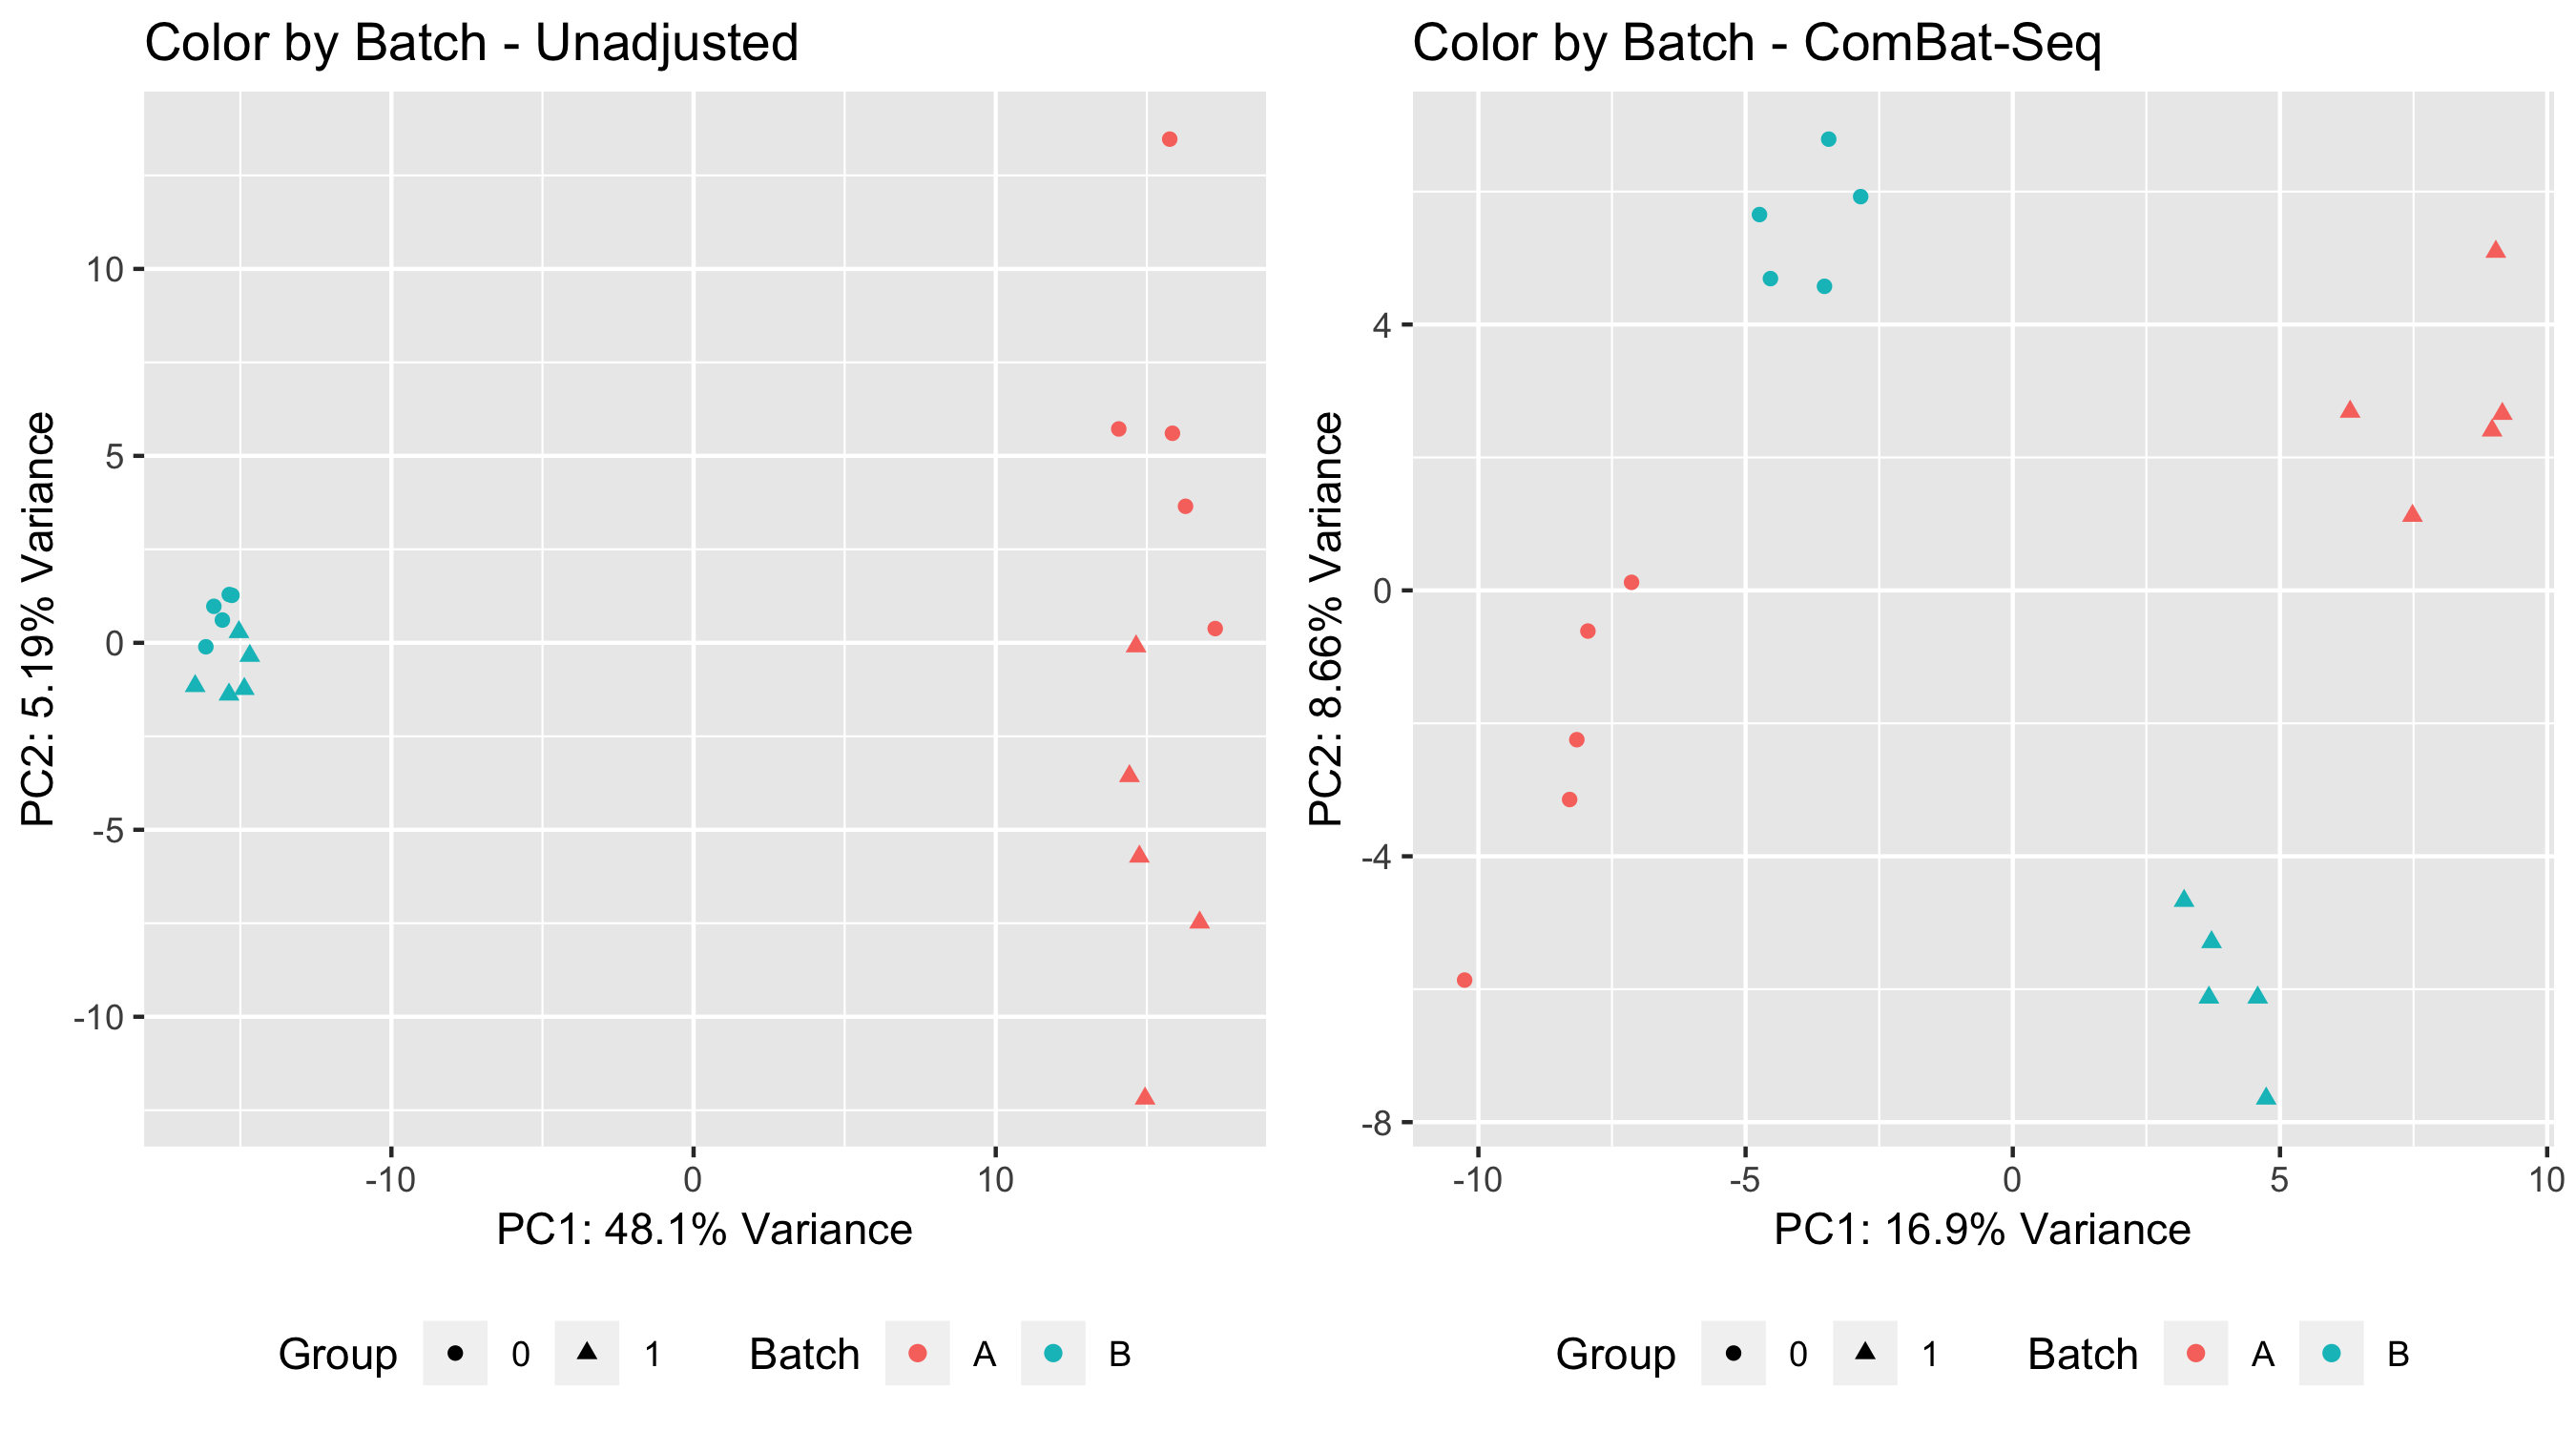 Color by Batch - Unadjusted
PC2: 5.19% Variance
10
5
0
-5
-10
-10 0 10
PC1: 48.1% Variance
Group 0 1 Batch A B
Color by Batch - ComBat-Seq
PC2: 8.66% Variance
4
0
-4
-8
-10 -5 0 5 10
PC1: 16.9% Variance
Group 0 1 Batch A B